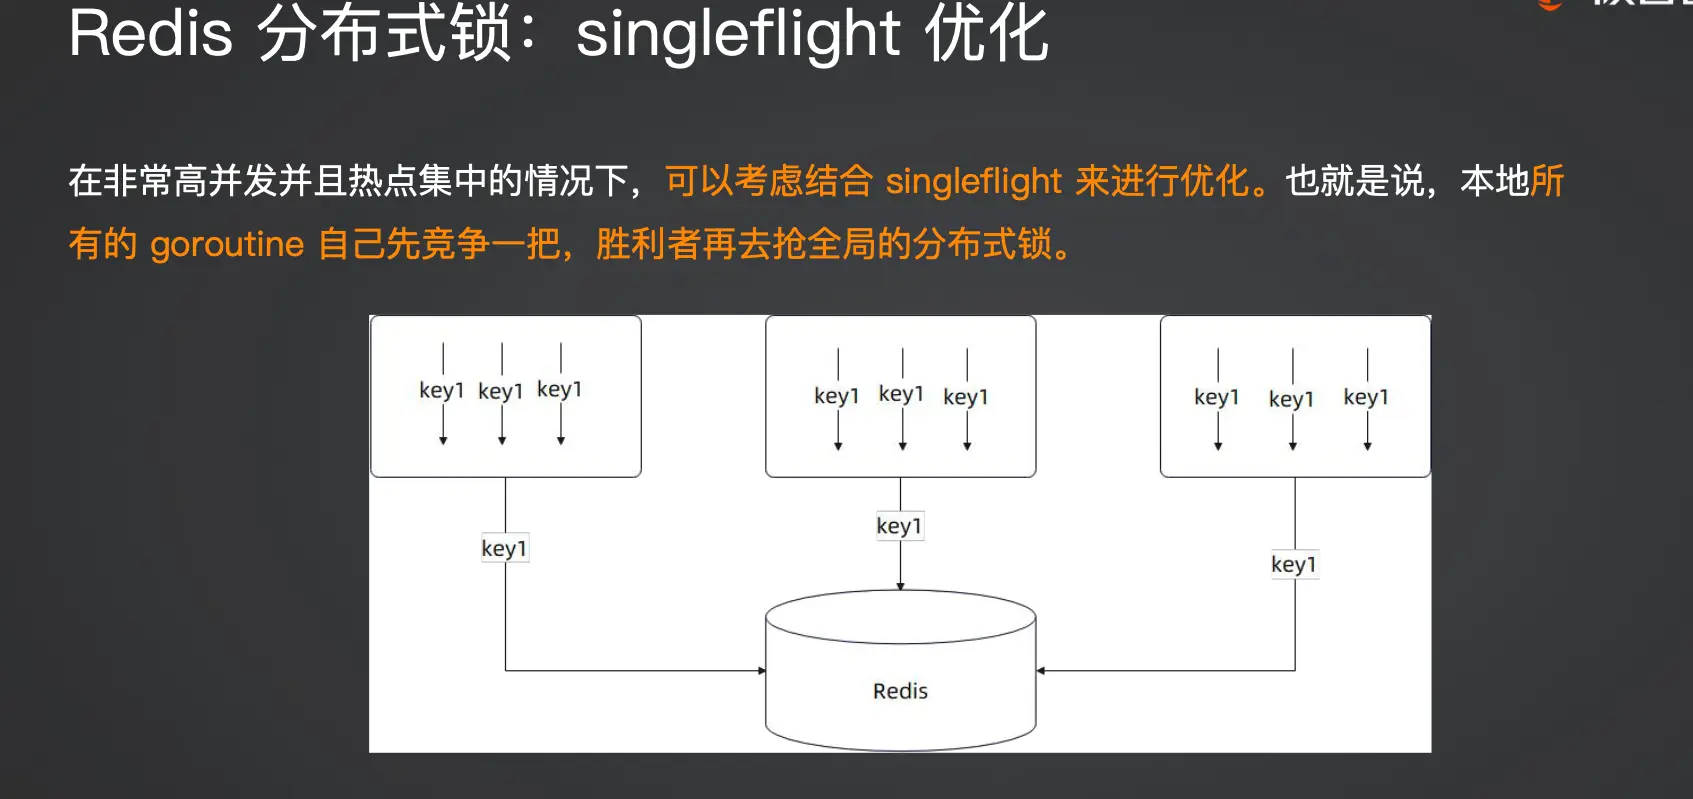 Redis 分布式锁：singleflight 优化
在非常高并发并且热点集中的情况下，可以考虑结合 singleflight 来进行优化。也就是说，本地所
有的 goroutine 自己先竞争一把，胜利者再去抢全局的分布式锁。
key1 key1 key1
key1 key1 key1
key1 key1 key1
key1
key1
key1
Redis